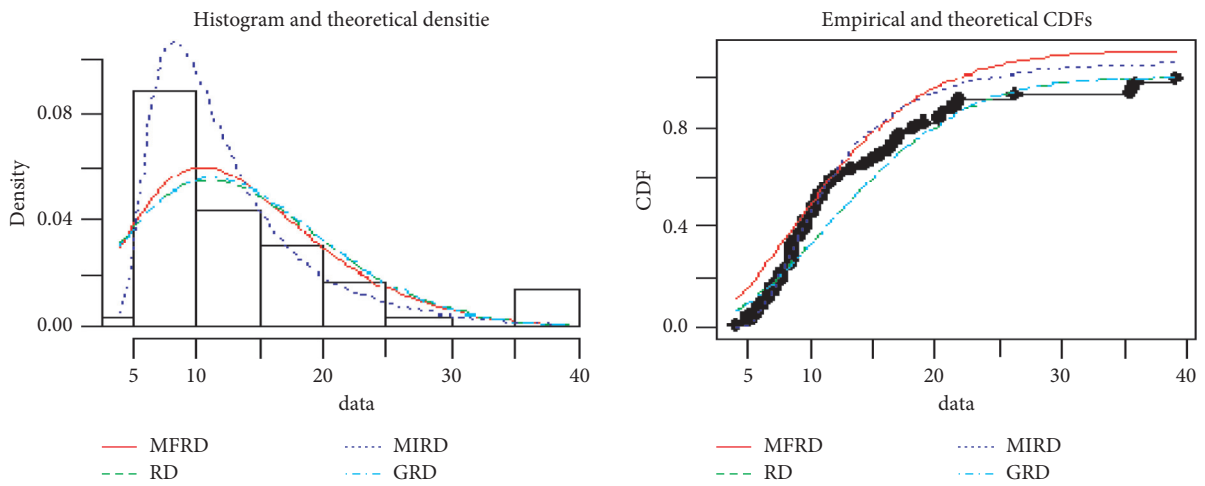 Histogram and theoretical densitie
Density
0.08
0.04
0.00
5 10 20 30 40
data
MFRD MIRD
RD GRD
Empirical and theoretical CDFs
CDF
0.8
0.4
0.0
5 10 20 30 40
data
MFRD MIRD
RD GRD